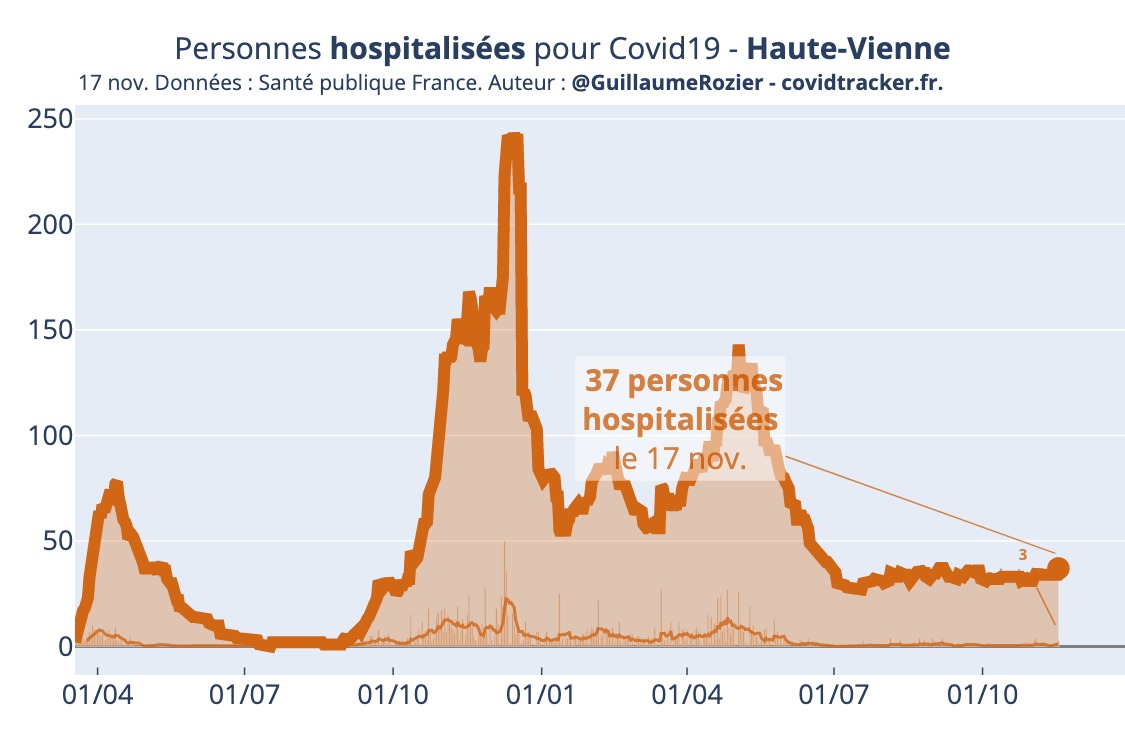 Personnes hospitalisées pour Covid19 - Haute-Vienne
17 nov. Données : Santé publique France. Auteur : @GuillaumeRozier - covidtracker.fr.
250
200
150
100
50
0
37 personnes
hospitalisées
le 17 nov.
3
01/04 01/07 01/10 01/01 01/04 01/07 01/10